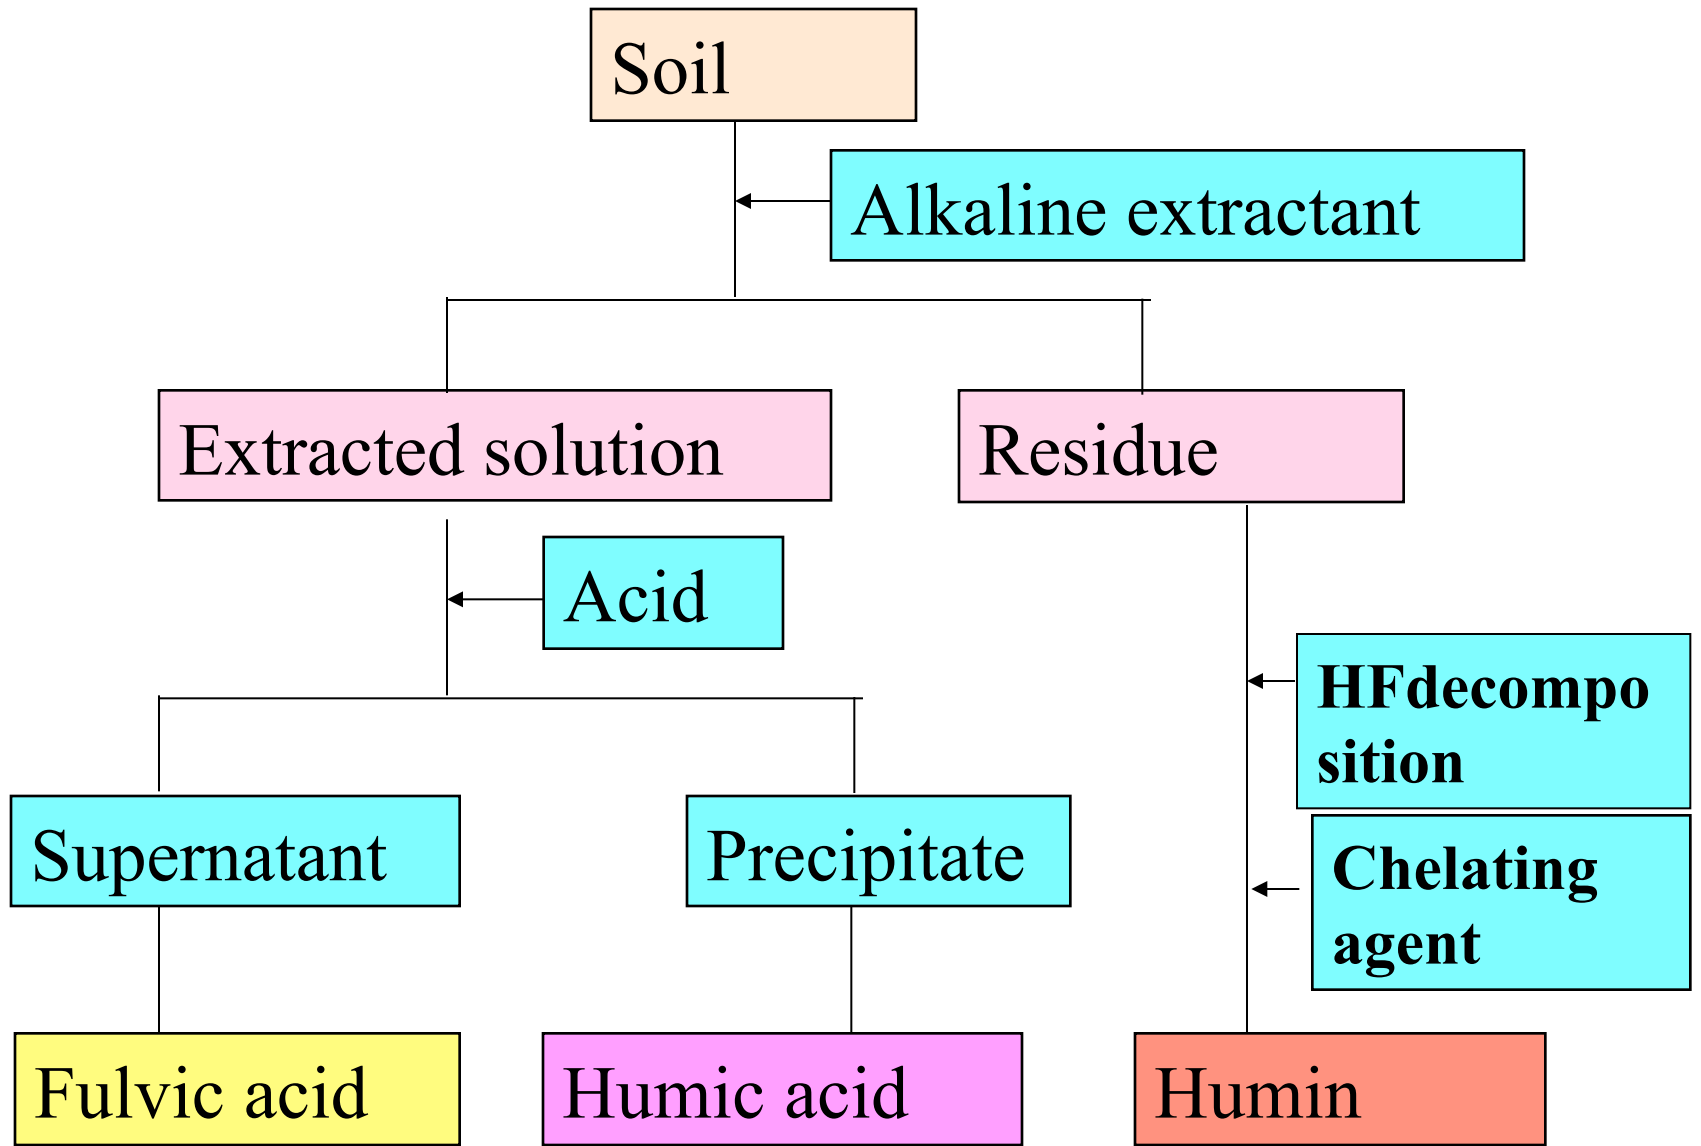 Soil
Alkaline extractant
Extracted solution
Residue
Acid
HFdecompo
sition
Supernatant
Precipitate
Chelating
agent
Fulvic acid
Humic acid
Humin